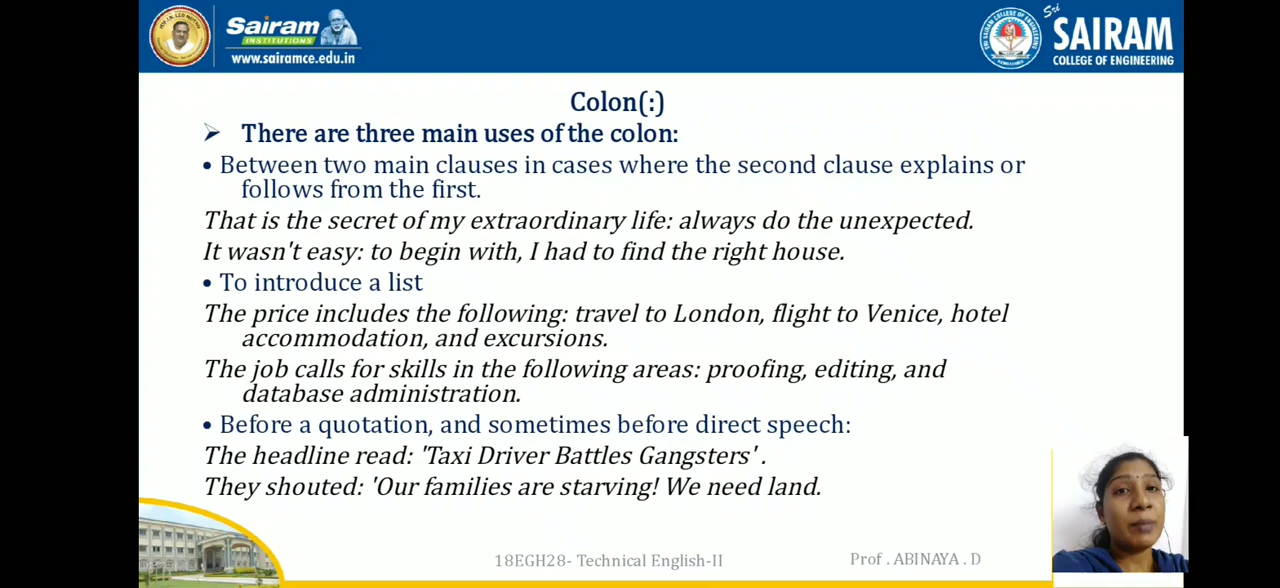 Sairam
INSTITUTIONS
www.sairamce.edu.in
Sri
SAIRAM
COLLEGE OF ENGINEERING
Colon(:)
➢ There are three main uses of the colon:
• Between two main clauses in cases where the second clause explains or
follows from the first.
That is the secret of my extraordinary life: always do the unexpected.
It wasn't easy: to begin with, I had to find the right house.
• To introduce a list
The price includes the following: travel to London, flight to Venice, hotel
accommodation, and excursions.
The job calls for skills in the following areas: proofing, editing, and
database administration.
• Before a quotation, and sometimes before direct speech:
The headline read: 'Taxi Driver Battles Gangsters' .
They shouted: 'Our families are starving! We need land.
18EGH28- Technical English-II
Prof . ABINAYA . D